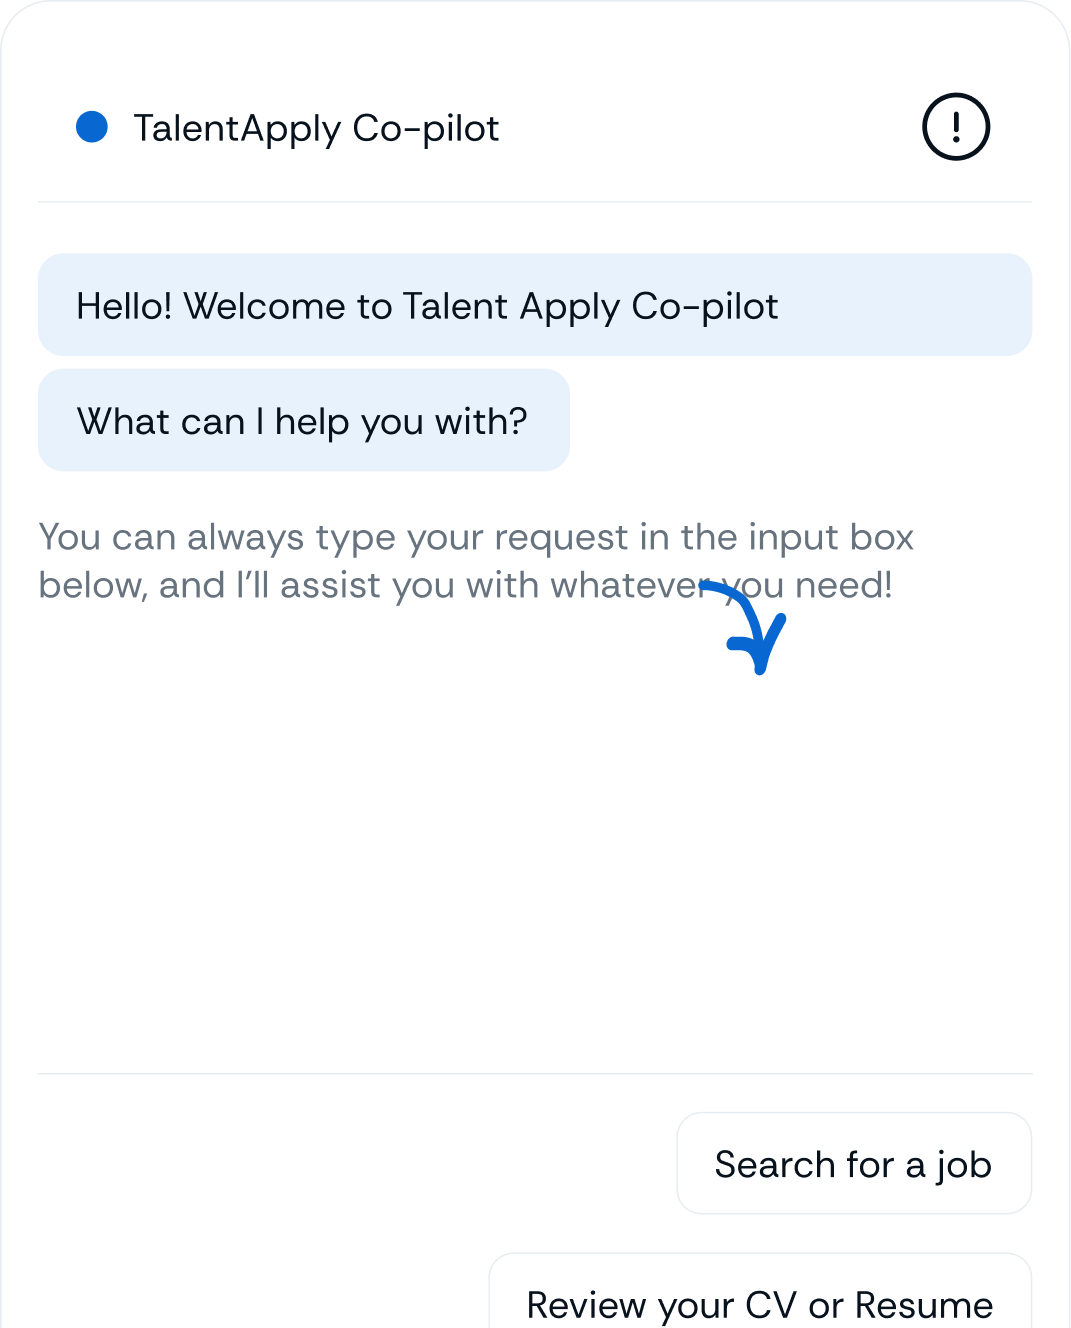 TalentApply Co-pilot
Hello! Welcome to Talent Apply Co-pilot
What can I help you with?
You can always type your request in the input box
below, and I’ll assist you with whatever you need!
Search for a job
Review your CV or Resume